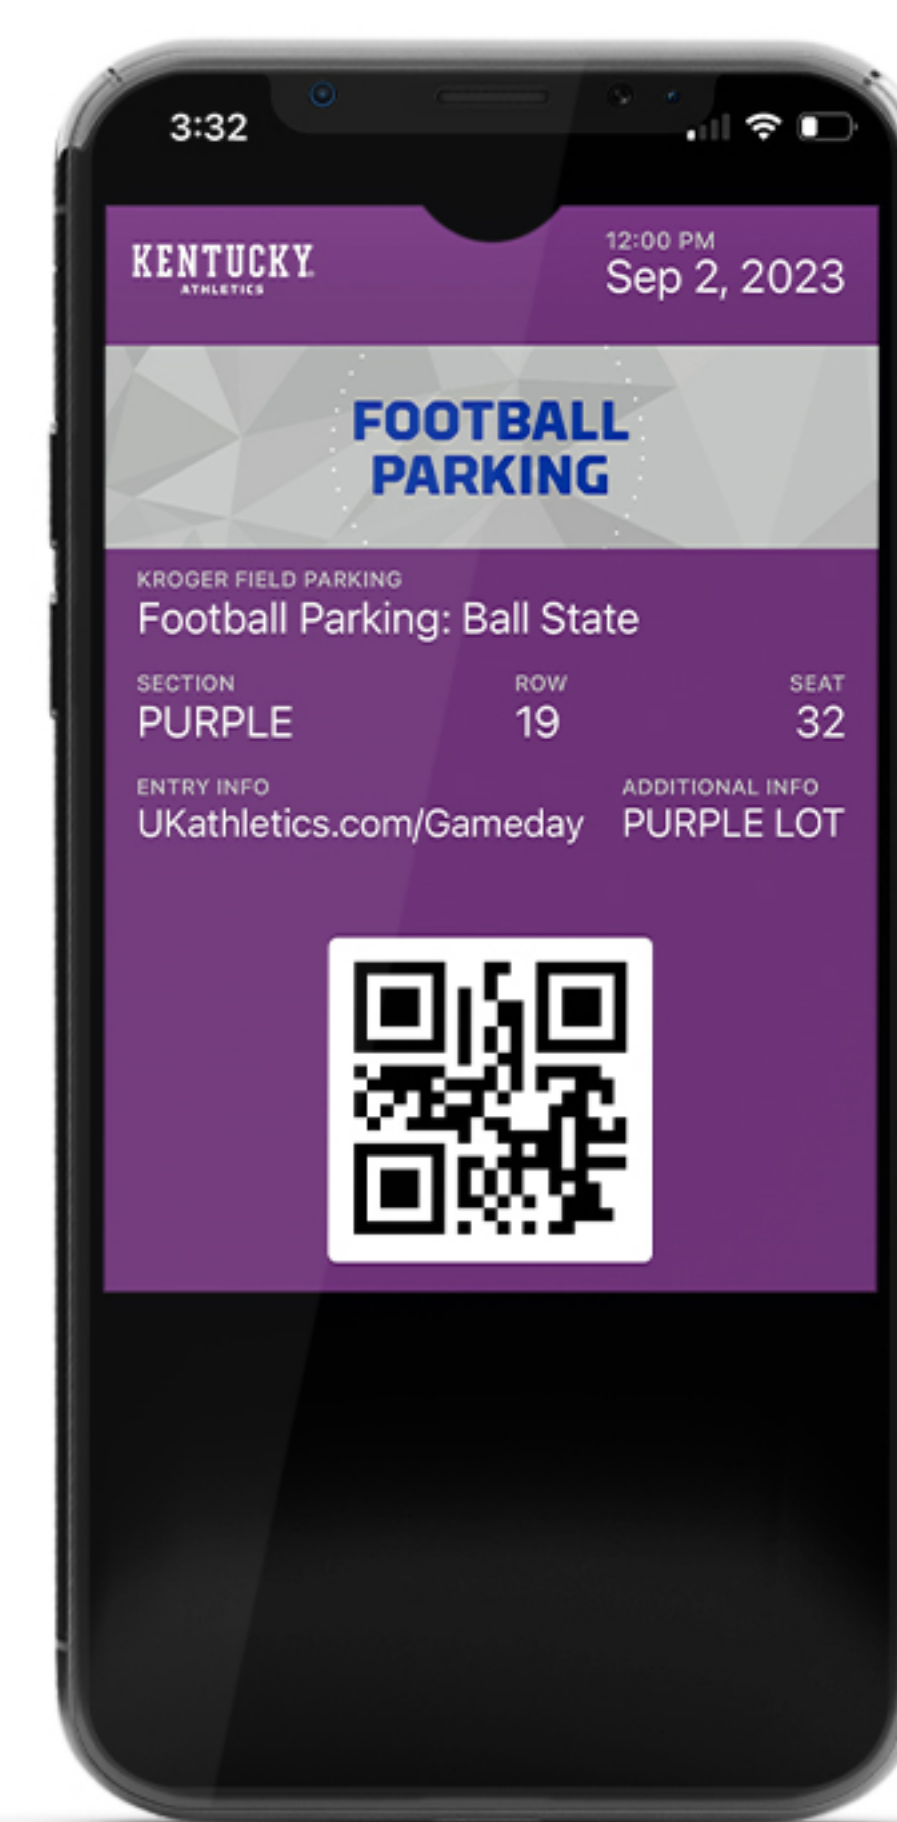 3:32
KENTUCKY
ATHLETICS
12:00 PM
Sep 2, 2023
FOOTBALL
PARKING
KROGER FIELD PARKING
Football Parking: Ball State
SECTION ROW SEAT
PURPLE 19 32
ENTRY INFO ADDITIONAL INFO
UKathletics.com/Gameday PURPLE LOT